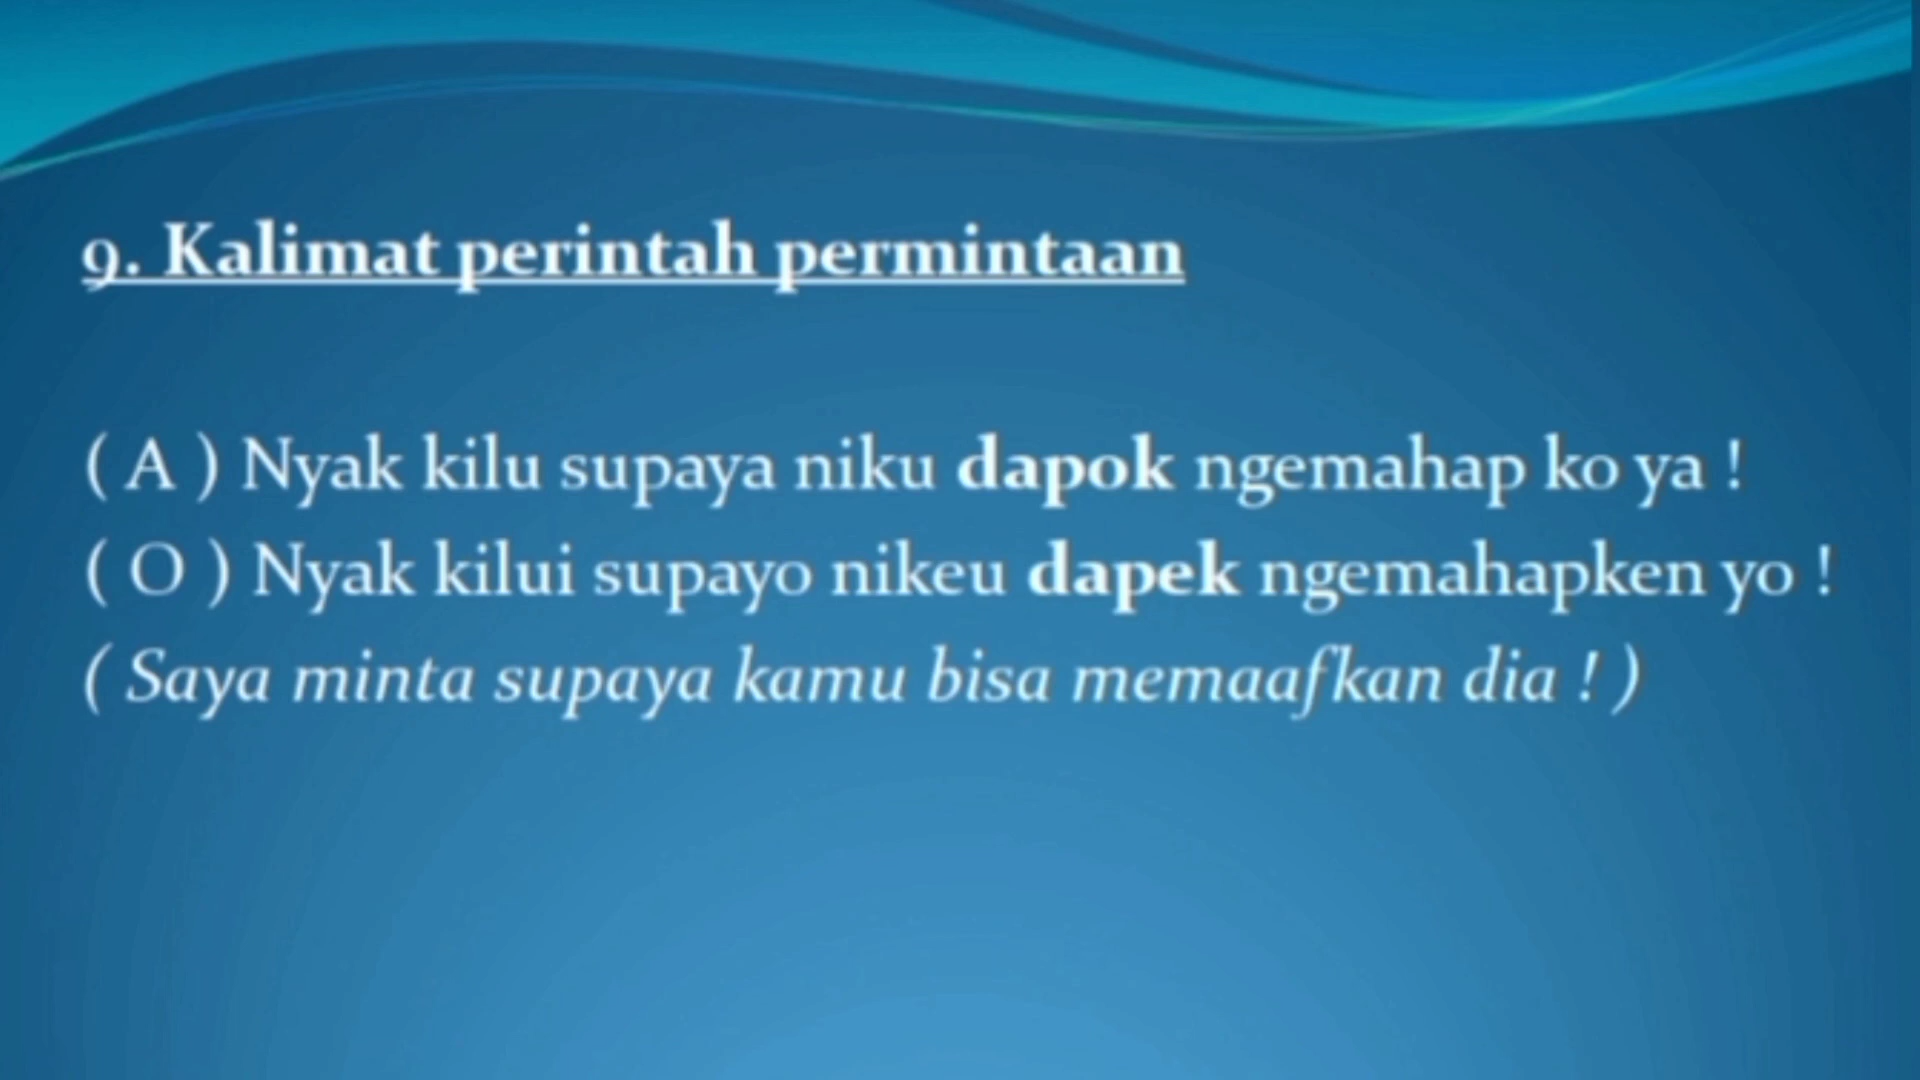 9. Kalimat perintah permintaan
( A ) Nyak kilu supaya niku dapok ngemahap ko ya !
( O ) Nyak kilui supayo nikeu dapek ngemahapken yo !
( Saya minta supaya kamu bisa memaafkan dia ! )